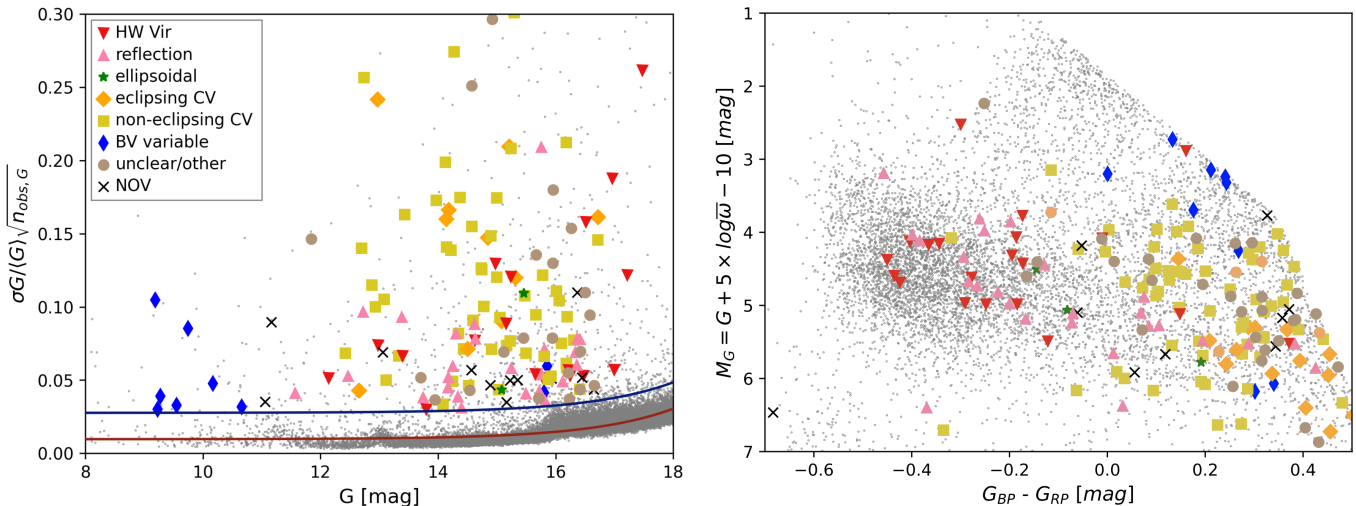 0.30
0.25
0.20
0.15
0.10
0.05
0.00
σG/⟨G⟩√n_obs, G
8
10
12
14
16
18
G [mag]
HW Vir
reflection
ellipsoidal
eclipsing CV
non-eclipsing CV
BV variable
unclear/other
NOV
1
2
3
4
5
6
7
M_G = G + 5 × logϖ − 10 [mag]
−0.6
−0.4
−0.2
0.0
0.2
0.4
G_BP - G_RP [mag]